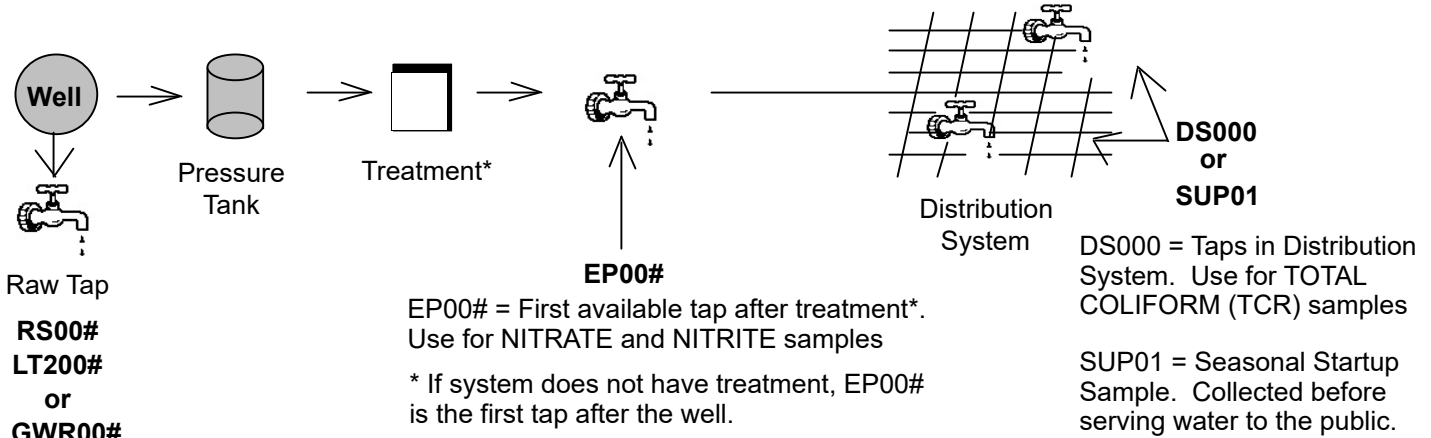 Well
Pressure
Tank
Treatment*
Raw Tap
RS00#
LT200#
or
GWR00#
EP00#
EP00# = First available tap after treatment*.
Use for NITRATE and NITRITE samples
* If system does not have treatment, EP00#
is the first tap after the well.
Distribution
System
DS000
or
SUP01
DS000 = Taps in Distribution
System. Use for TOTAL
COLIFORM (TCR) samples
SUP01 = Seasonal Startup
Sample. Collected before
serving water to the public.